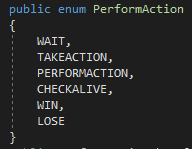 public enum PerformAction
{
    WAIT,
    TAKEACTION,
    PERFORMACTION,
    CHECKALIVE,
    WIN,
    LOSE
}